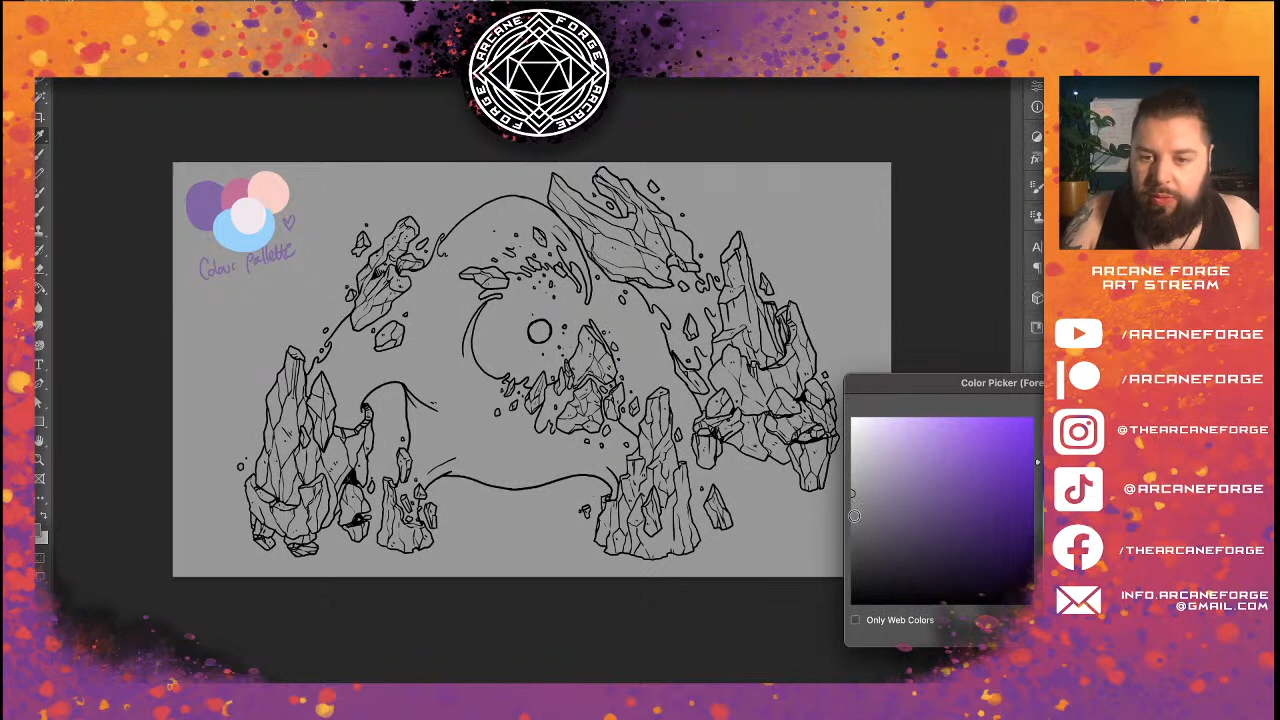 ARCANE FORGE ARCANE FORGE
Colour Pallette
Color Picker (Fore
Only Web Colors
ARCANE FORGE
ART STREAM
/ARCANEFORGE
/ARCANEFORGE
@THEARCANEFORGE
@ARCANEFORGE
/THEARCANEFORGE
INFO.ARCANEFORGE
@GMAIL.COM